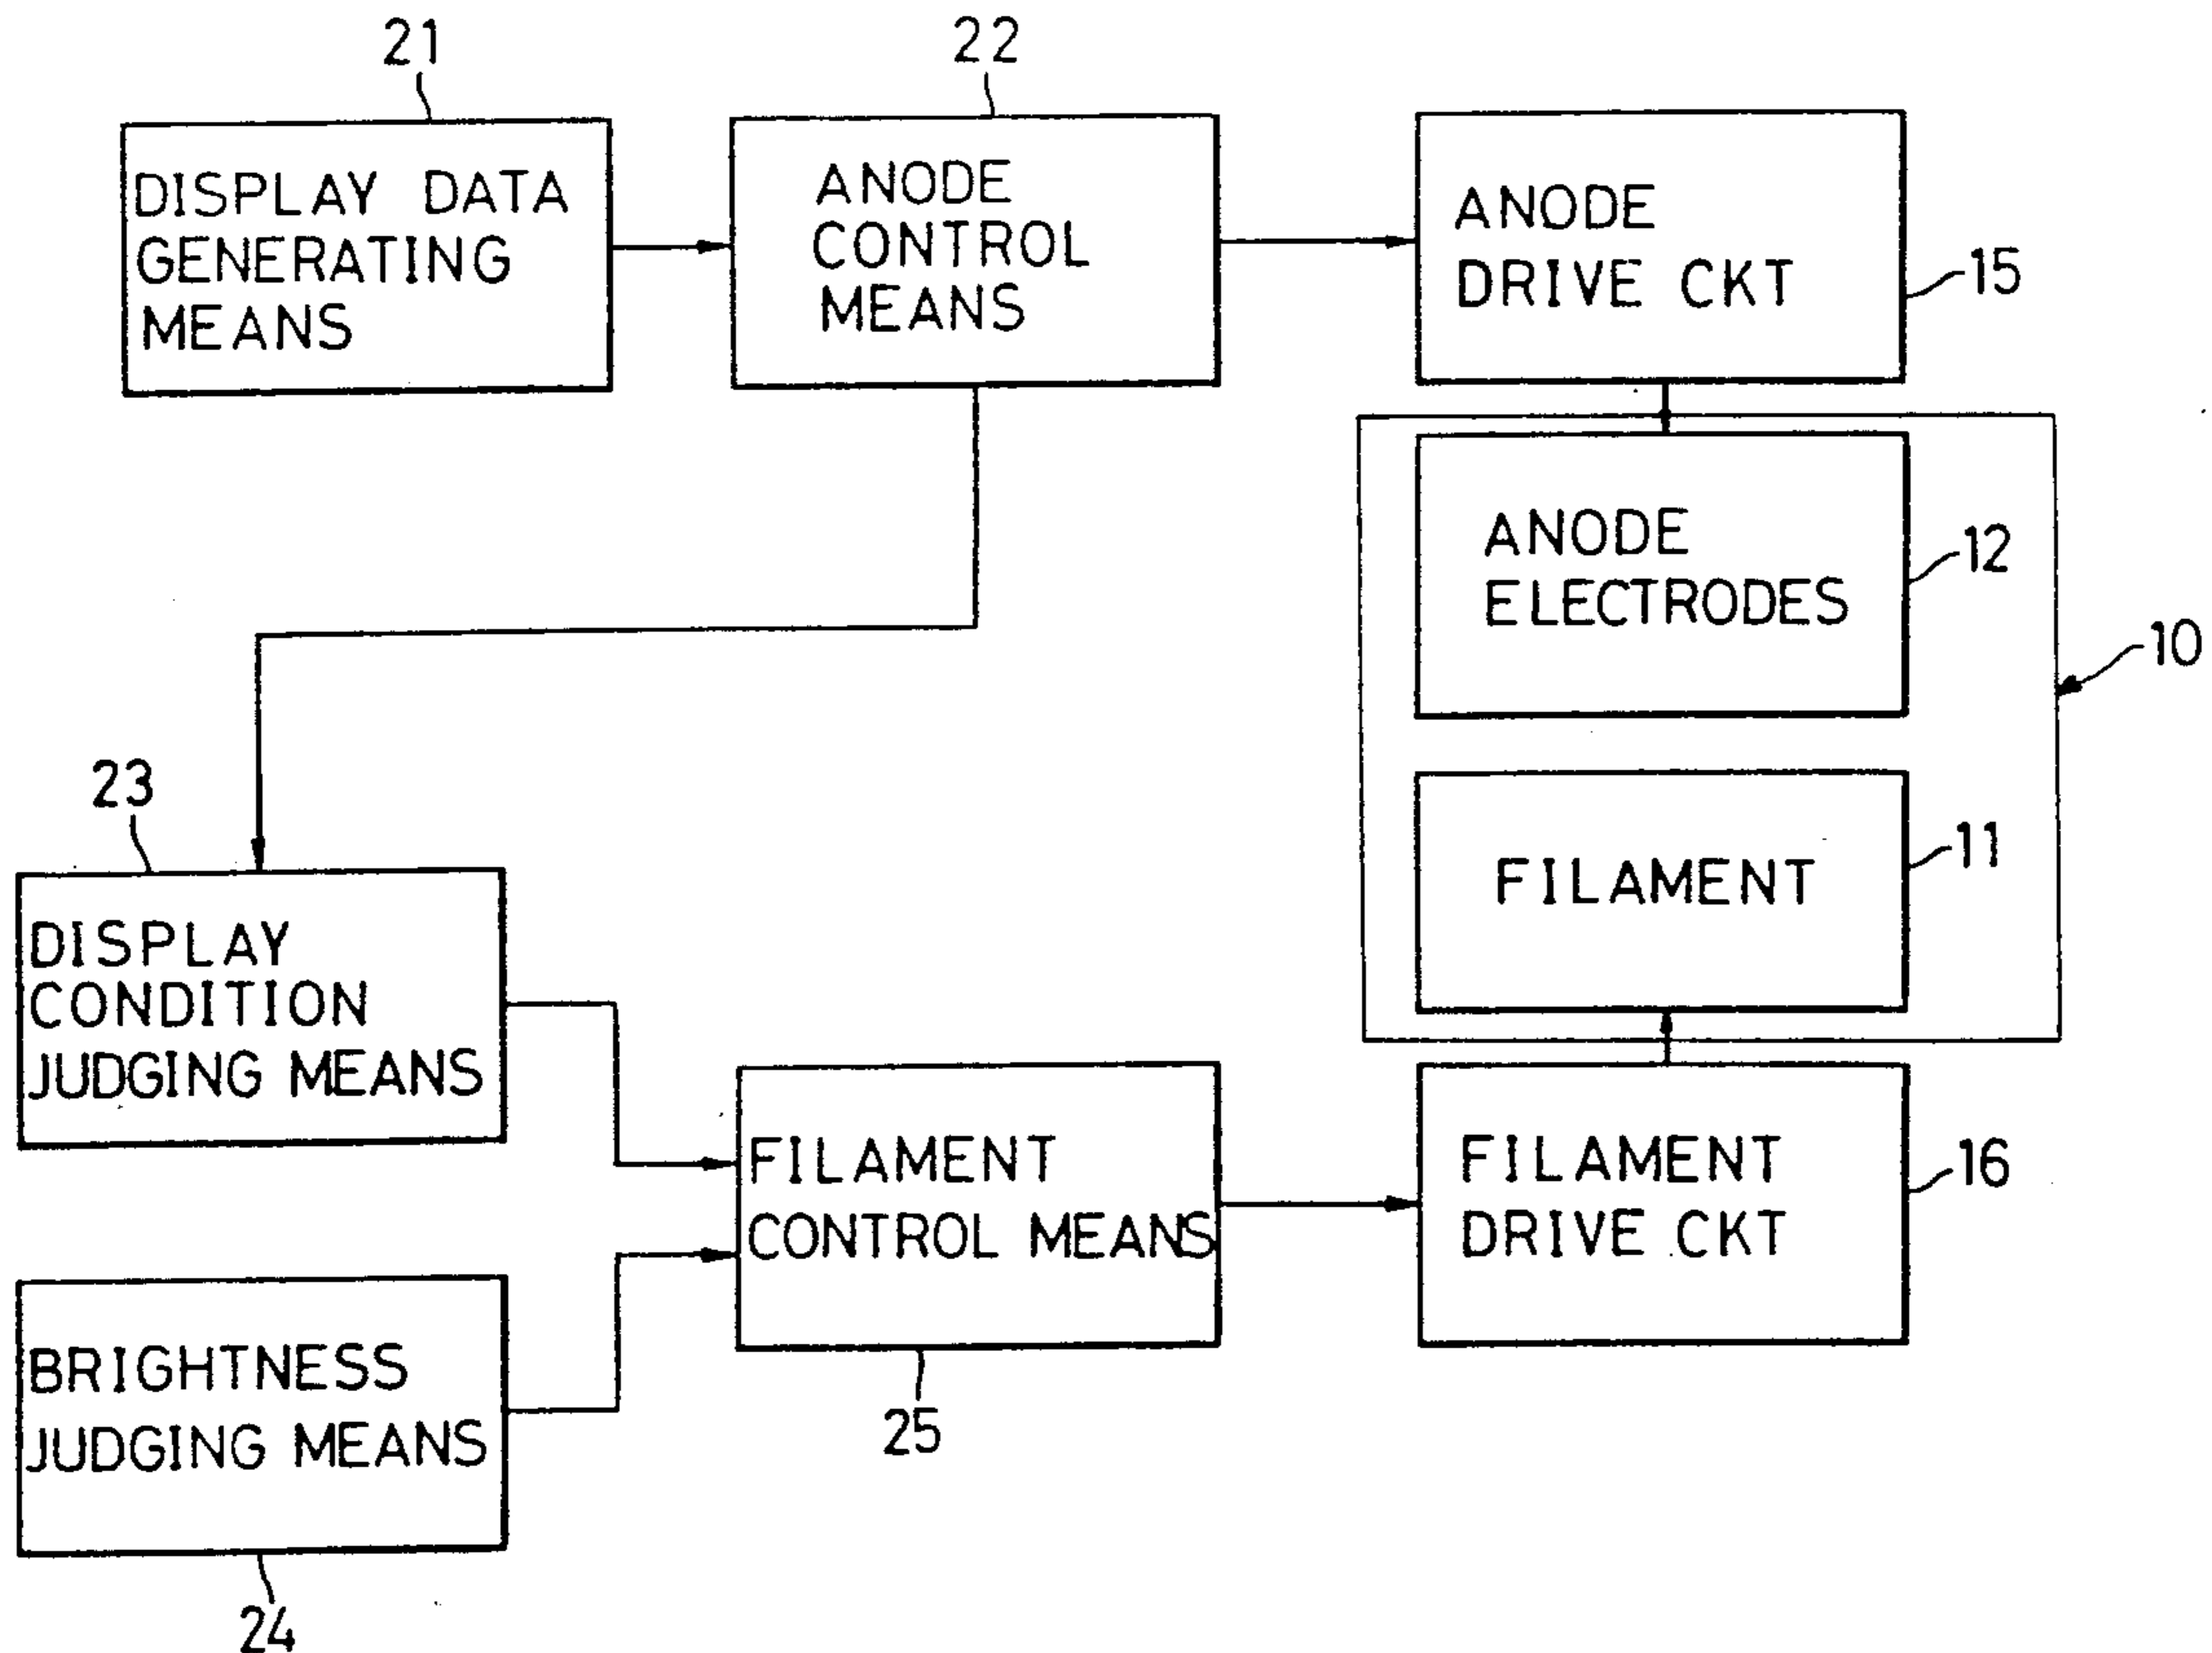 21
22
DISPLAY DATA
GENERATING
MEANS
ANODE
CONTROL
MEANS
ANODE
DRIVE CKT
15
ANODE
ELECTRODES
12
10
FILAMENT
11
23
DISPLAY
CONDITION
JUDGING MEANS
FILAMENT
CONTROL MEANS
25
FILAMENT
DRIVE CKT
16
BRIGHTNESS
JUDGING MEANS
24